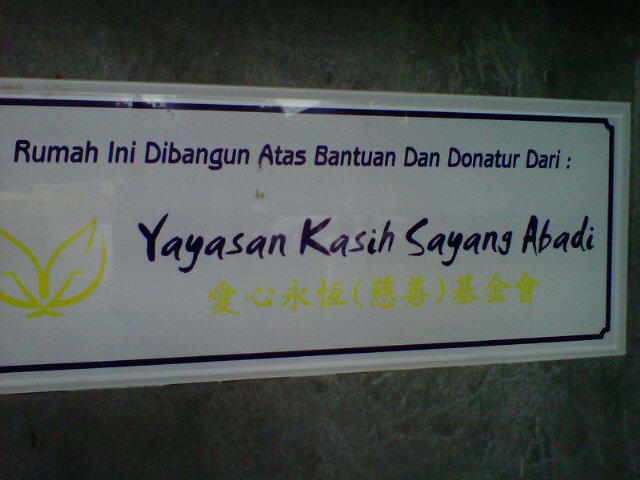 Rumah Ini Dibangun Atas Bantuan Dan Donatur Dari :
Yayasan Kasih Sayang Abadi
愛心永恆(慈善)基金會